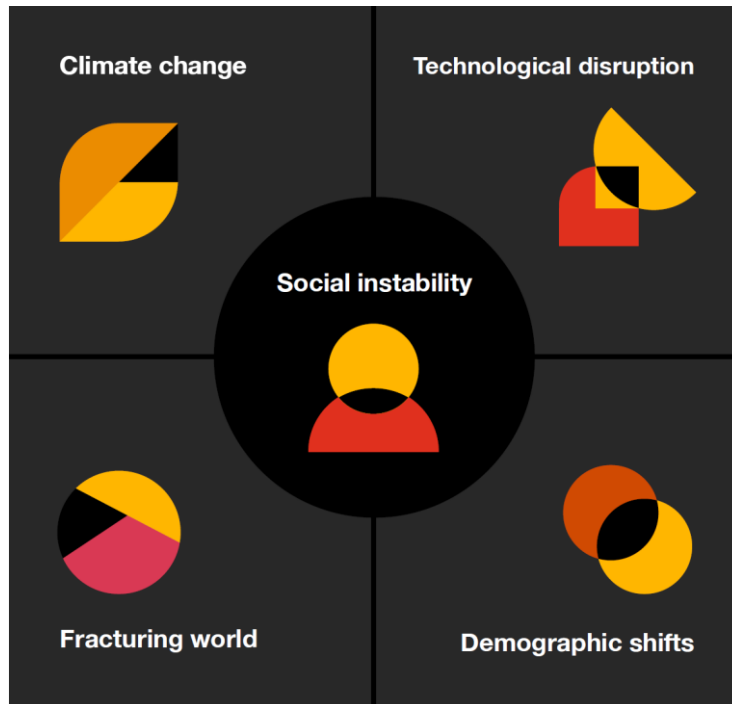 Climate change
Technological disruption
Social instability
Fracturing world
Demographic shifts